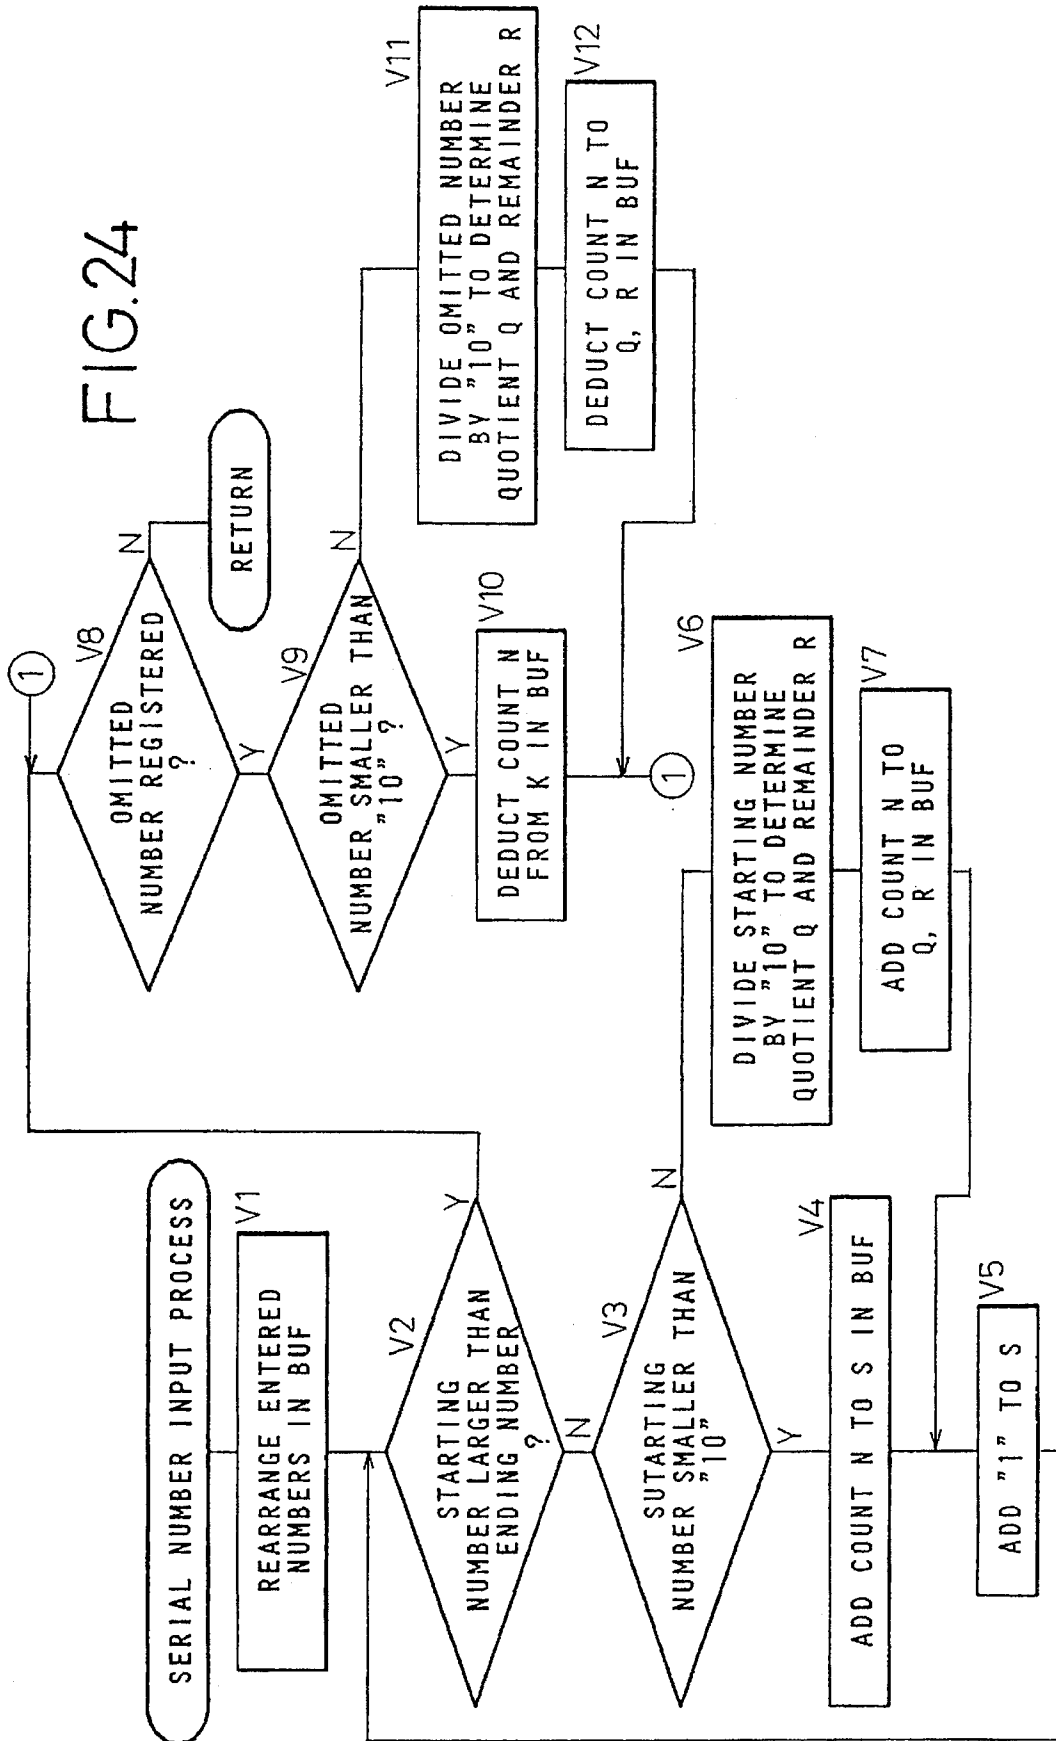 FIG.24
SERIAL NUMBER INPUT PROCESS
V1
REARRANGE ENTERED
NUMBERS IN BUF
V2
STARTING
NUMBER LARGER THAN
ENDING NUMBER
?
Y
N
V3
SUTARTING
NUMBER SMALLER THAN
"10"
N
Y
V4
ADD COUNT N TO S IN BUF
V5
ADD "1" TO S
V6
DIVIDE STARTING NUMBER
BY "10" TO DETERMINE
QUOTIENT Q AND REMAINDER R
V7
ADD COUNT N TO
Q, R IN BUF
1
V8
OMITTED
NUMBER REGISTERED
?
N
RETURN
Y
V9
OMITTED
NUMBER SMALLER THAN
"10" ?
N
Y
V10
DEDUCT COUNT N
FROM K IN BUF
1
V11
DIVIDE OMITTED NUMBER
BY "10" TO DETERMINE
QUOTIENT Q AND REMAINDER R
V12
DEDUCT COUNT N TO
Q, R IN BUF